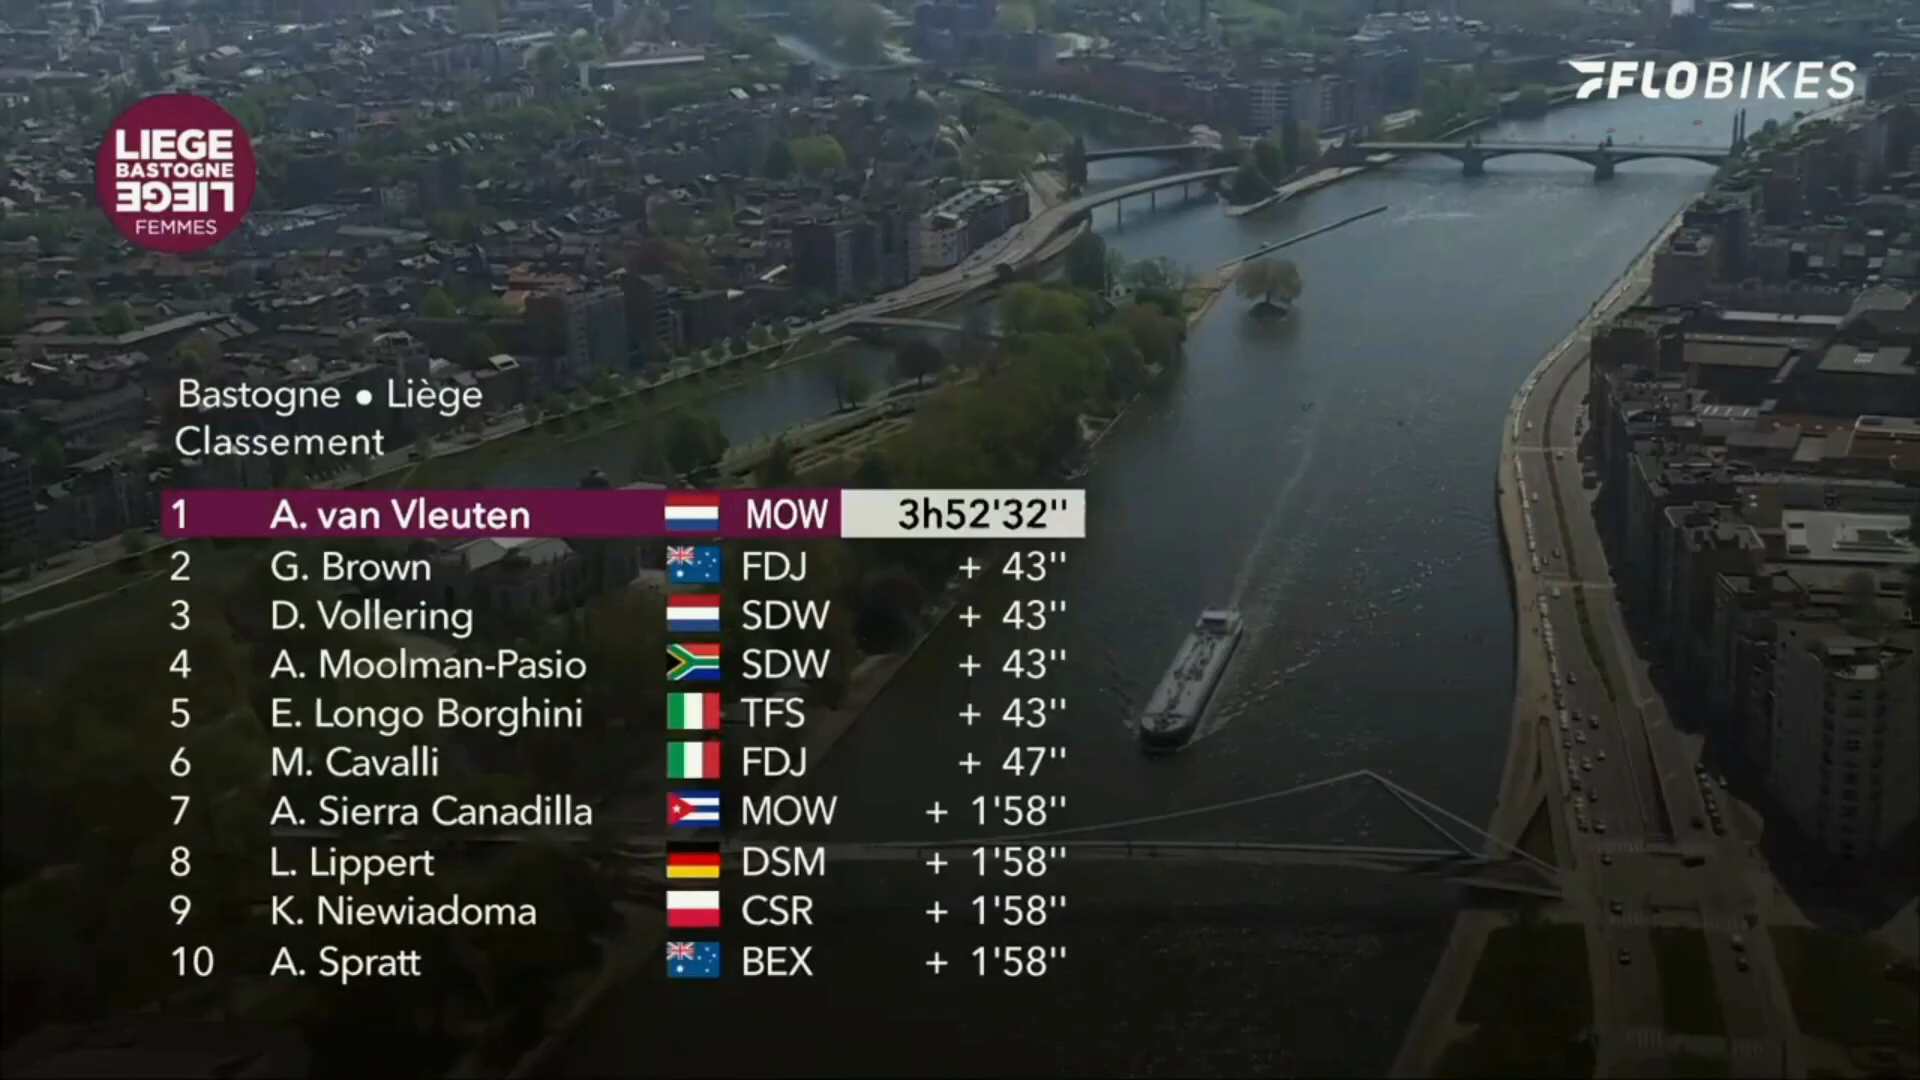 FLOBIKES
LIEGE
BASTOGNE
LIEGE
FEMMES
Bastogne • Liège
Classement
1 A. van Vleuten MOW 3h52'32''
2 G. Brown FDJ + 43''
3 D. Vollering SDW + 43''
4 A. Moolman-Pasio SDW + 43''
5 E. Longo Borghini TFS + 43''
6 M. Cavalli FDJ + 47''
7 A. Sierra Canadilla MOW + 1'58''
8 L. Lippert DSM + 1'58''
9 K. Niewiadoma CSR + 1'58''
10 A. Spratt BEX + 1'58''